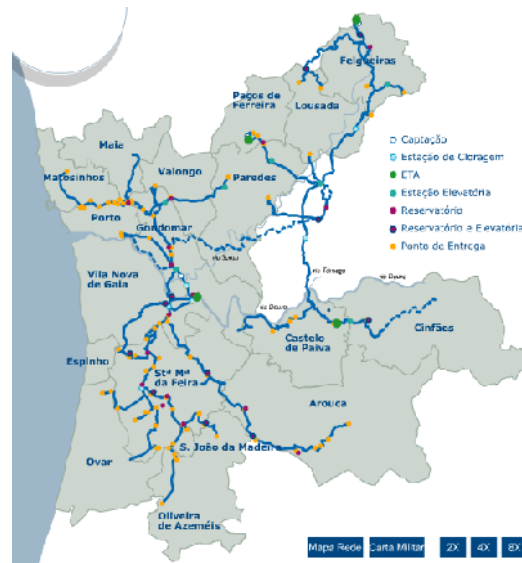 Felgueiras
Paços de
Ferreira
Lousada
Maia
Valongo
Paredes
Matosinhos
Porto
Gondomar
Captação
Estação de Cloragem
ETA
Estação Elevatória
Reservatório
Reservatório e Elevatória
Ponto de Entrega
rio Sousa
rio Tâmega
rio Douro
rio Douro
Vila Nova
de Gaia
Castelo
de Paiva
Cinfães
Espinho
Stª Mª
da Feira
Arouca
S. João da Madeira
Ovar
Oliveira
de Azeméis
Mapa Rede
Carta Militar
2X
4X
8X